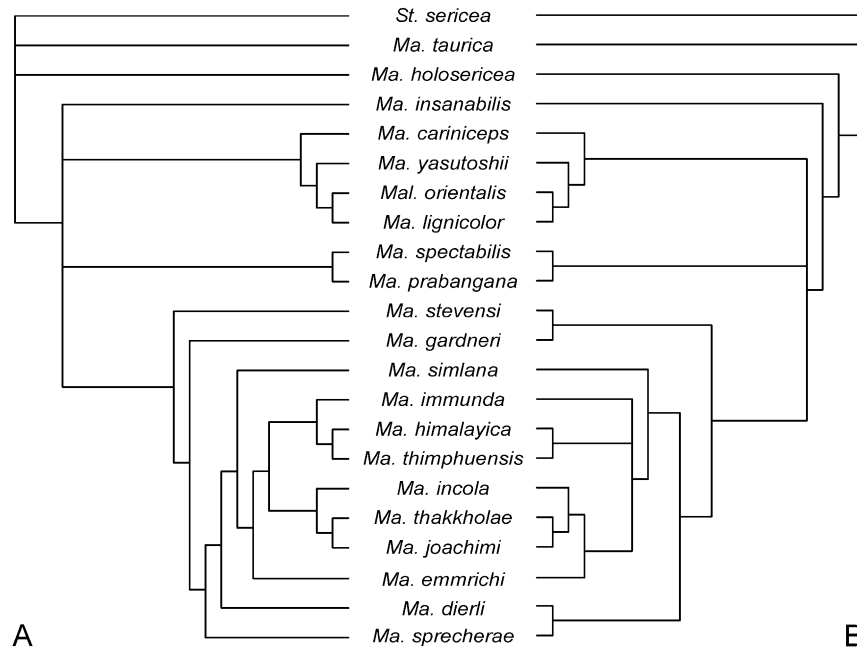 St. sericea
Ma. taurica
Ma. holosericea
Ma. insanabilis
Ma. cariniceps
Ma. yasutoshii
Mal. orientalis
Ma. lignicolor
Ma. spectabilis
Ma. prabangana
Ma. stevensi
Ma. gardneri
Ma. simlana
Ma. immunda
Ma. himalayica
Ma. thimphuensis
Ma. incola
Ma. thakkholae
Ma. joachimi
Ma. emmrichi
Ma. dierli
Ma. sprecherae
A B